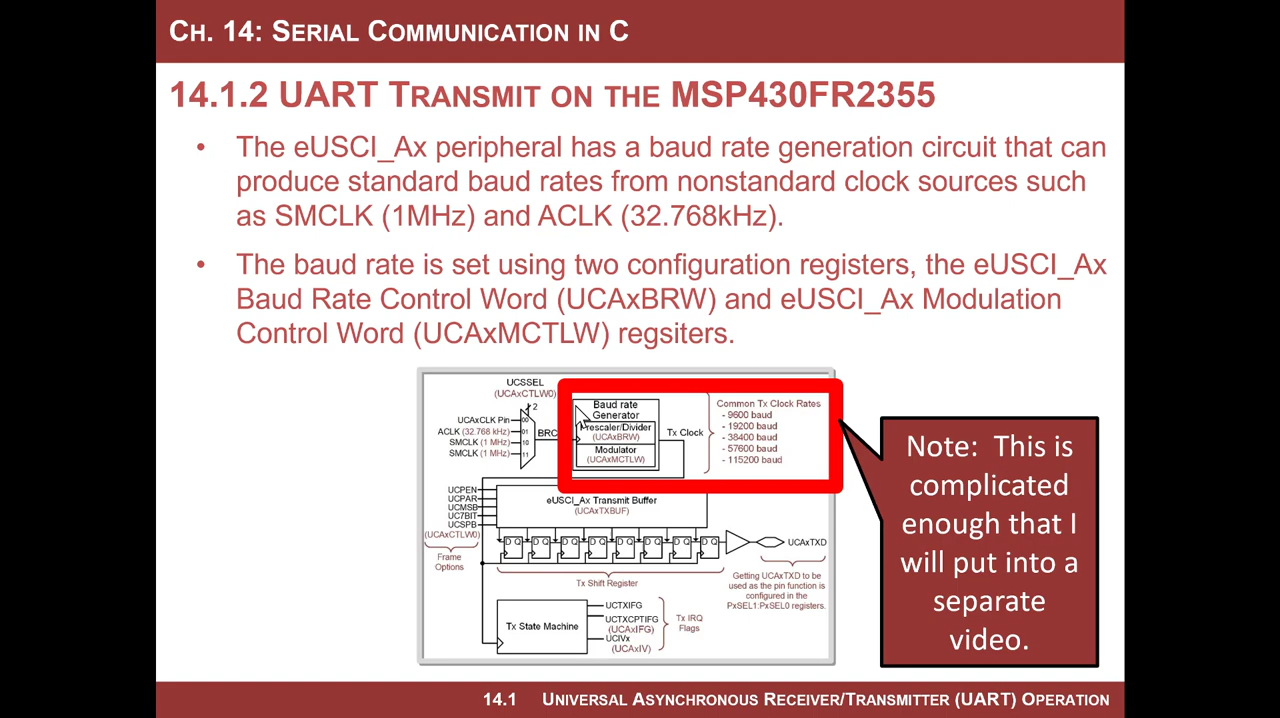 CH. 14: SERIAL COMMUNICATION IN C
14.1.2 UART TRANSMIT ON THE MSP430FR2355
• The eUSCI_Ax peripheral has a baud rate generation circuit that can
produce standard baud rates from nonstandard clock sources such
as SMCLK (1MHz) and ACLK (32.768kHz).
• The baud rate is set using two configuration registers, the eUSCI_Ax
Baud Rate Control Word (UCAxBRW) and eUSCI_Ax Modulation
Control Word (UCAxMCTLW) regsiters.
UCSSEL
(UCAxCTLW0)
2
UCAxCLK Pin
ACLK (32.768 kHz)
SMCLK (1 MHz)
SMCLK (1 MHz)
00
01
10
11
BRC
Baud rate
Generator
Prescaler/Divider
(UCAxBRW)
Modulator
(UCAxMCTLW)
Tx Clock
Common Tx Clock Rates
- 9600 baud
- 19200 baud
- 38400 baud
- 57600 baud
- 115200 baud
Note: This is
complicated
enough that I
will put into a
separate
video.
UCPEN
UCPAR
UCMSB
UC7BIT
UCSPB
(UCAxCTLW0)
Frame
Options
eUSCI_Ax Transmit Buffer
(UCAxTXBUF)
D Q D Q D Q D Q D Q D Q D Q D Q
UCAxTXD
Tx Shift Register
Getting UCAxTXD to be
used as the pin function is
configured in the
PxSEL1:PxSEL0 registers.
Tx State Machine
UCTXIFG
UCTXCPTIFG
(UCAxIFG)
UCIVx
(UCAxIV)
Tx IRQ
Flags
14.1 UNIVERSAL ASYNCHRONOUS RECEIVER/TRANSMITTER (UART) OPERATION